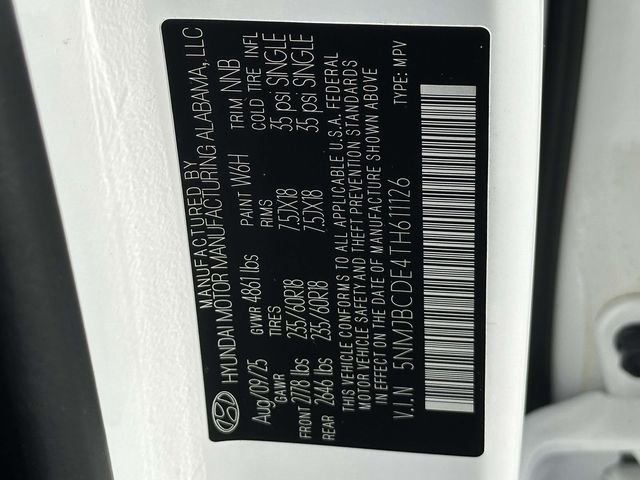 MANUFACTURED BY
HYUNDAI MOTOR MANUFACTURING ALABAMA, LLC
Aug/09/25 GVWR 4861 lbs PAINT W6H TRIM NNB
GAWR TIRES RIMS COLD TIRE INFL
FRONT 2778 lbs 235/60R18 7.5JX18 35 psi SINGLE
REAR 2646 lbs 235/60R18 7.5JX18 35 psi SINGLE
THIS VEHICLE CONFORMS TO ALL APPLICABLE U.S.A. FEDERAL
MOTOR VEHICLE SAFETY AND THEFT PREVENTION STANDARDS
IN EFFECT ON THE DATE OF MANUFACTURE SHOWN ABOVE
V.I.N 5NMJBCDE4TH611126 TYPE: MPV